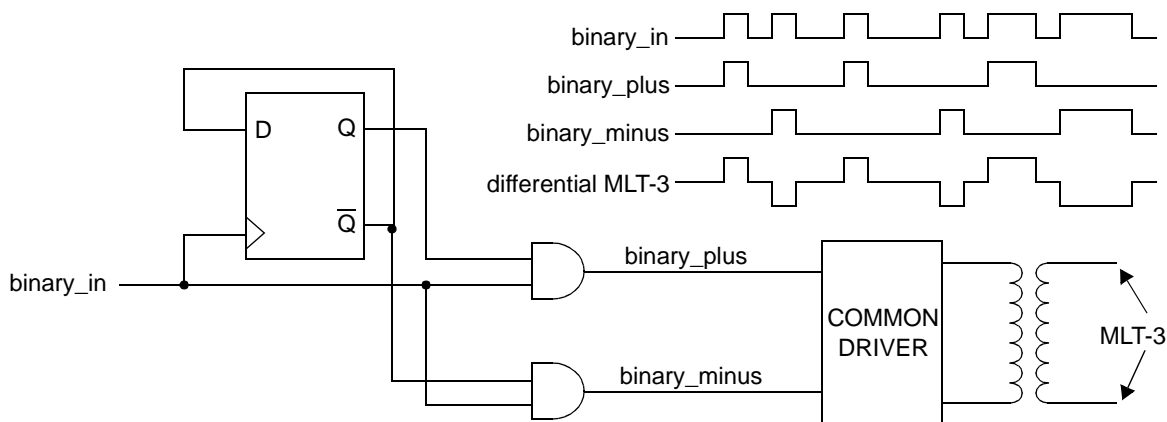 binary_in
binary_plus
binary_minus
differential MLT-3
D Q
Q̅
binary_in
binary_plus
binary_minus
COMMON
DRIVER
MLT-3